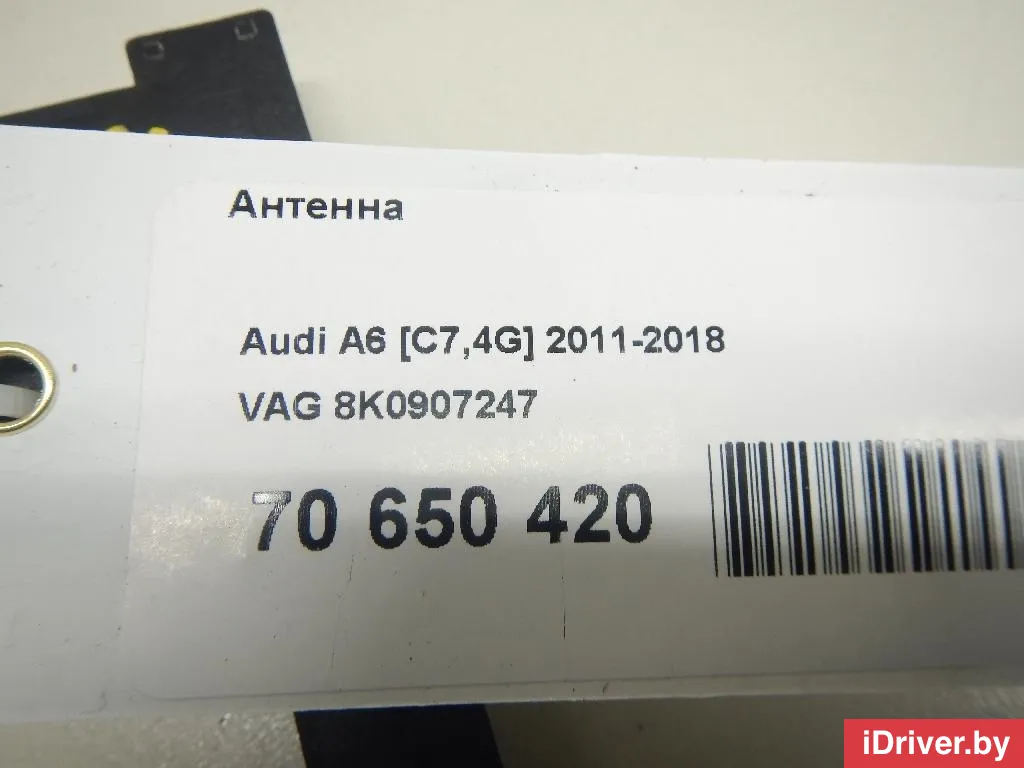 Антенна
Audi A6 [C7,4G] 2011-2018
VAG 8K0907247
70 650 420
iDriver.by